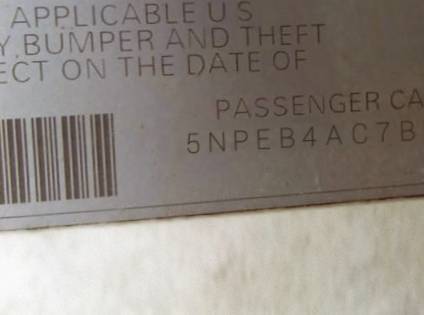 APPLICABLE U S
Y.BUMPER AND THEFT
ECT ON THE DATE OF
PASSENGER CA
5NPEB4AC7B